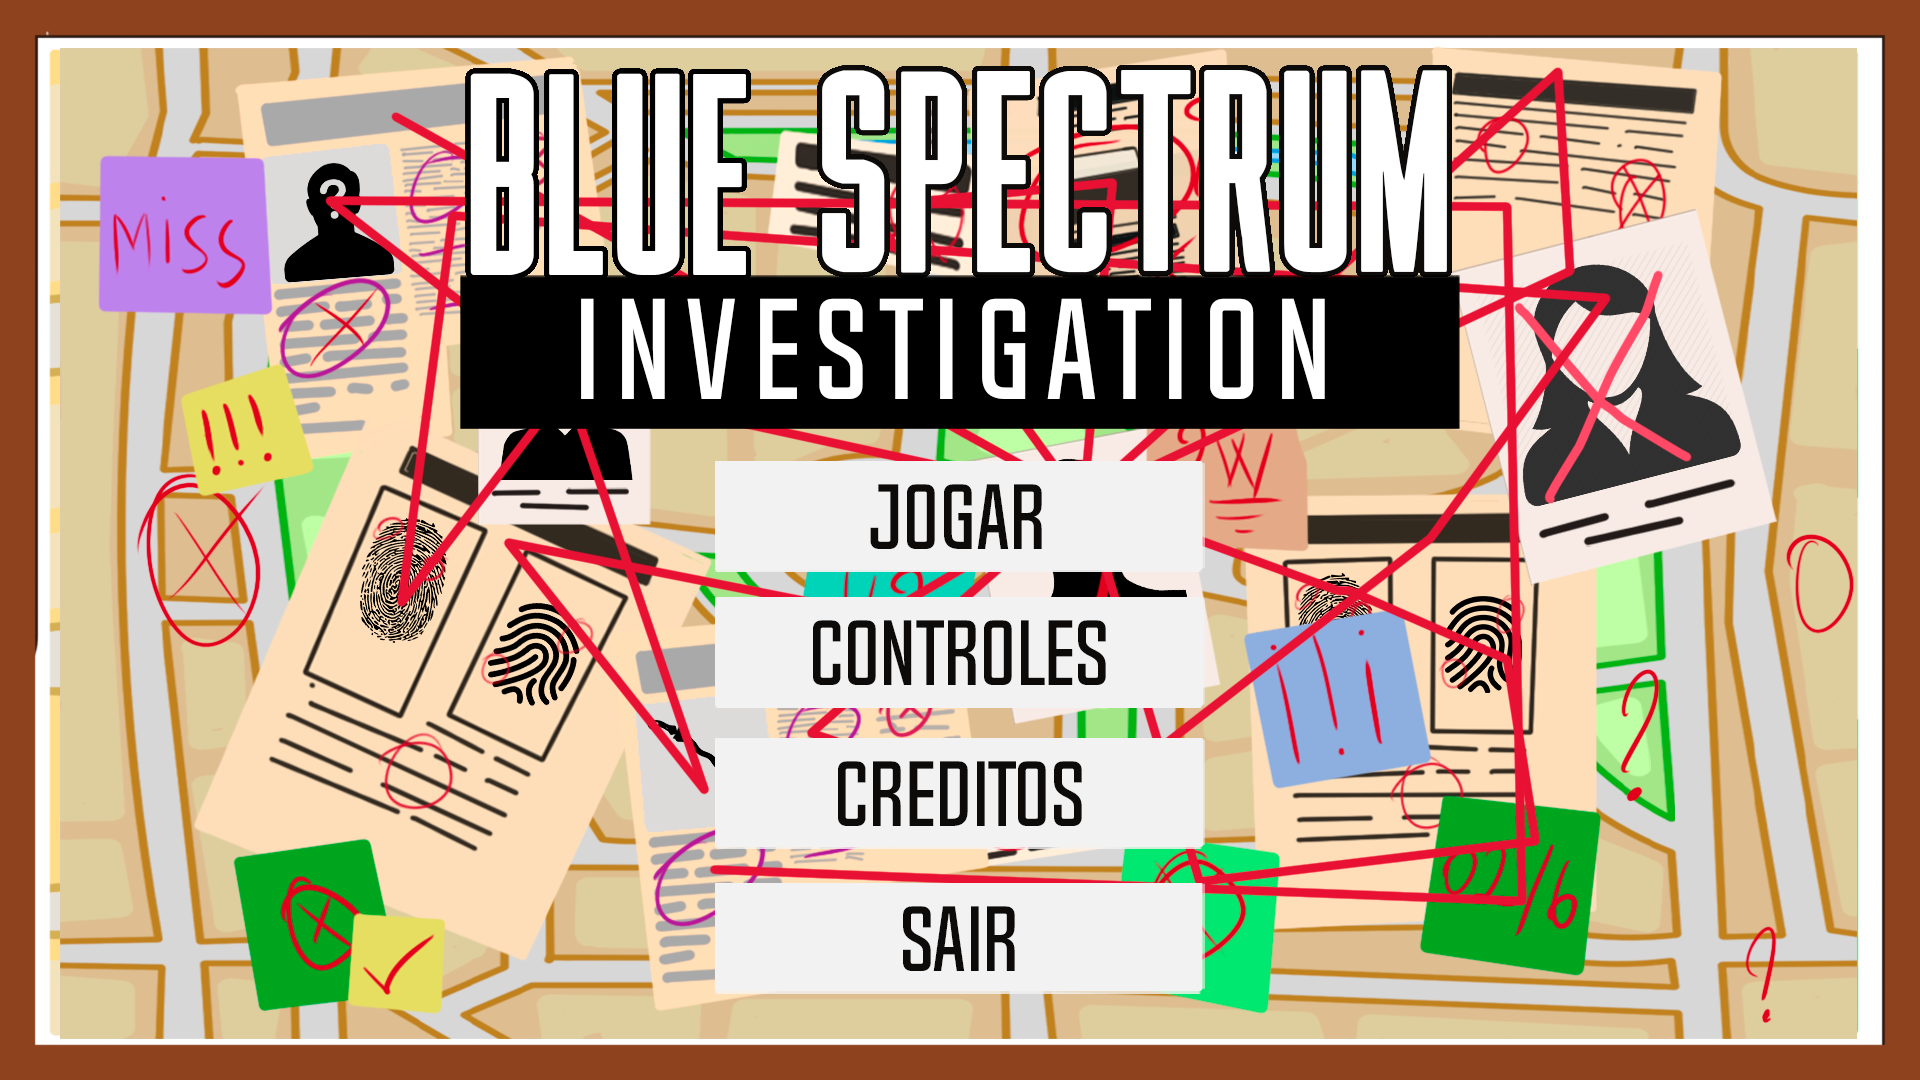 BLUE SPECTRUM
INVESTIGATION
MISS
!!!
W
JOGAR
CONTROLES
!!!
?
CREDITOS
SAIR
?